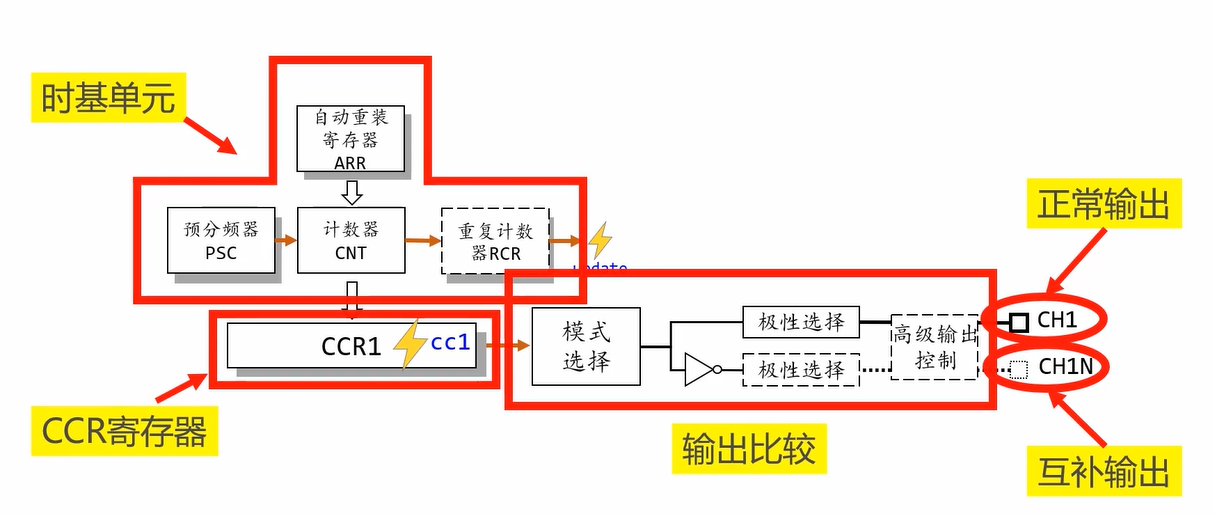 时基单元
自动重装
寄存器
ARR
预分频器
PSC
计数器
CNT
重复计数
器RCR
update
正常输出
CCR1
cc1
模式
选择
极性选择
极性选择
高级输出
控制
CH1
CH1N
CCR寄存器
输出比较
互补输出